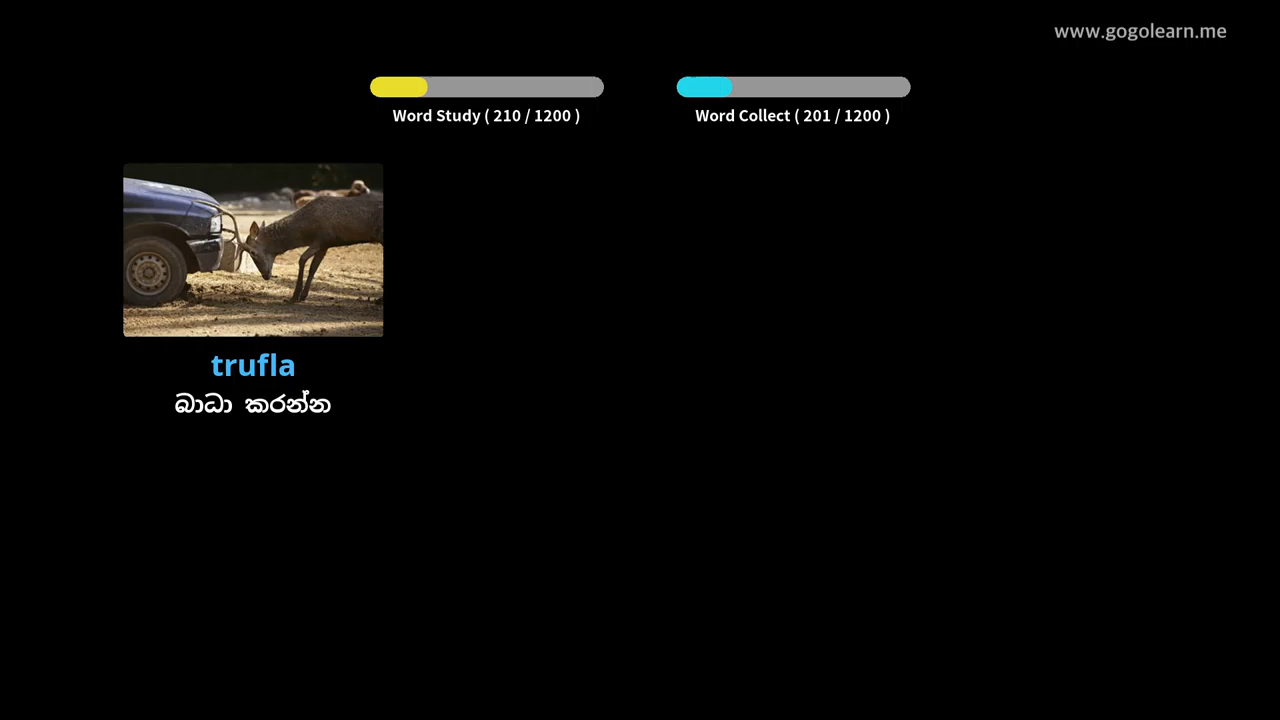 www.gogolearn.me
Word Study ( 210 / 1200 )
Word Collect ( 201 / 1200 )
trufla
බාධා කරන්න